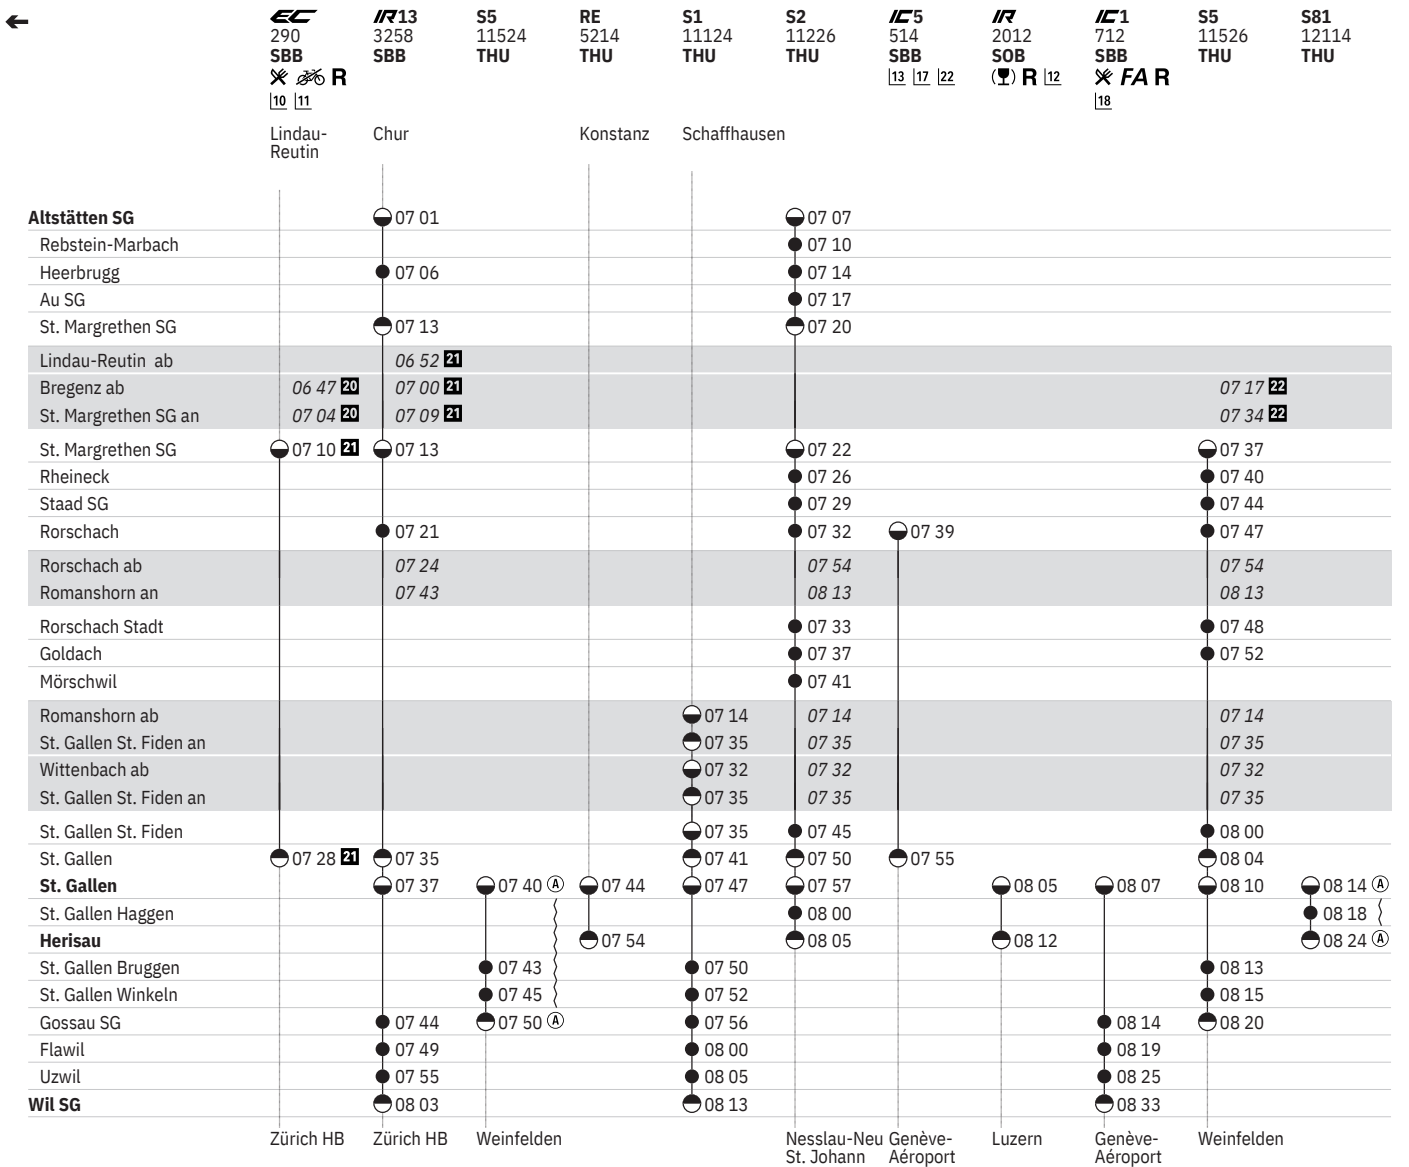 EC IR13 S5 RE S1 S2 IC5 IR IC1 S5 S81
290 3258 11524 5214 11124 11226 514 2012 712 11526 12114
SBB SBB THU THU THU THU SBB SOB SBB THU THU
R 13 17 22 R 12 FA R
10 11 18
Lindau- Chur Konstanz Schaffhausen
Reutin
Altstätten SG 07 01 07 07
Rebstein-Marbach 07 10
Heerbrugg 07 06 07 14
Au SG 07 17
St. Margrethen SG 07 13 07 20
Lindau-Reutin ab 06 52 21
Bregenz ab 06 47 20 07 00 21 07 17 22
St. Margrethen SG an 07 04 20 07 09 21 07 34 22
St. Margrethen SG 07 10 21 07 13 07 22 07 37
Rheineck 07 26 07 40
Staad SG 07 29 07 44
Rorschach 07 21 07 32 07 39 07 47
Rorschach ab 07 24 07 54 07 54
Romanshorn an 07 43 08 13 08 13
Rorschach Stadt 07 33 07 48
Goldach 07 37 07 52
Mörschwil 07 41
Romanshorn ab 07 14 07 14 07 14
St. Gallen St. Fiden an 07 35 07 35 07 35
Wittenbach ab 07 32 07 32 07 32
St. Gallen St. Fiden an 07 35 07 35 07 35
St. Gallen St. Fiden 07 35 07 45 08 00
St. Gallen 07 28 21 07 35 07 41 07 50 07 55 08 04
St. Gallen 07 37 07 40 A 07 44 07 47 07 57 08 05 08 07 08 10 08 14 A
St. Gallen Haggen 08 00 08 18
Herisau 07 54 08 05 08 12 08 24 A
St. Gallen Bruggen 07 43 07 50 08 13
St. Gallen Winkeln 07 45 07 52 08 15
Gossau SG 07 44 07 50 A 07 56 08 14 08 20
Flawil 07 49 08 00 08 19
Uzwil 07 55 08 05 08 25
Wil SG 08 03 08 13 08 33
Zürich HB Zürich HB Weinfelden Nesslau-Neu Genève- Luzern Genève- Weinfelden
St. Johann Aéroport Aéroport